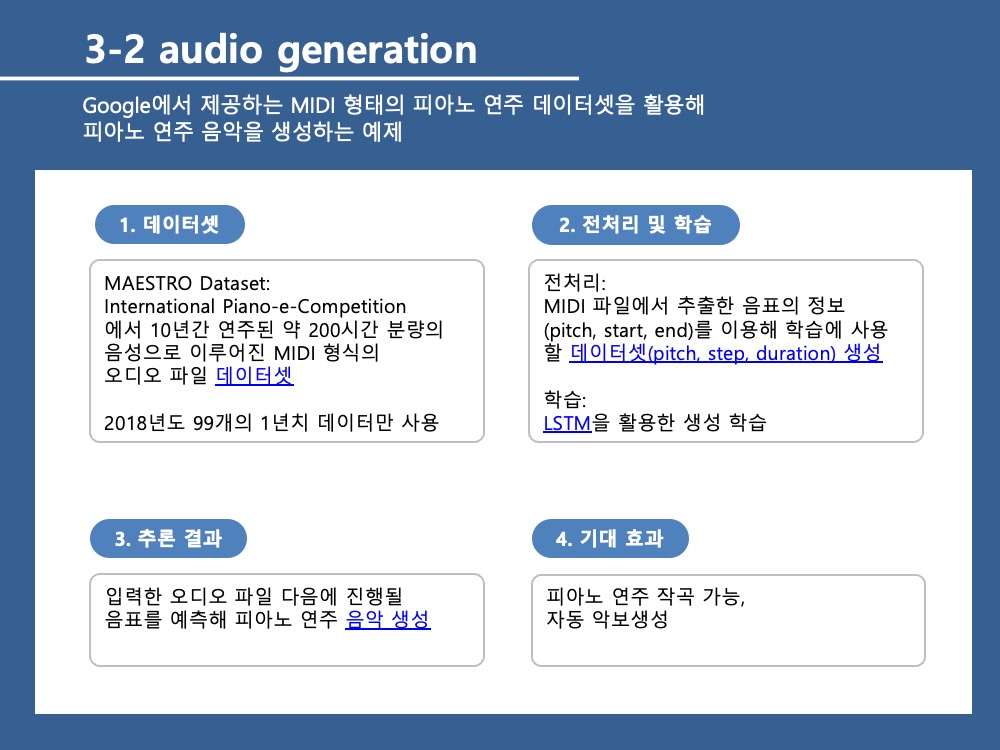 3-2 audio generation
Google에서 제공하는 MIDI 형태의 피아노 연주 데이터셋을 활용해
피아노 연주 음악을 생성하는 예제
1. 데이터셋
MAESTRO Dataset:
International Piano-e-Competition
에서 10년간 연주된 약 200시간 분량의
음성으로 이루어진 MIDI 형식의
오디오 파일 데이터셋
2018년도 99개의 1년치 데이터만 사용
2. 전처리 및 학습
전처리:
MIDI 파일에서 추출한 음표의 정보
(pitch, start, end)를 이용해 학습에 사용
할 데이터셋(pitch, step, duration) 생성
학습:
LSTM을 활용한 생성 학습
3. 추론 결과
입력한 오디오 파일 다음에 진행될
음표를 예측해 피아노 연주 음악 생성
4. 기대 효과
피아노 연주 작곡 가능,
자동 악보생성